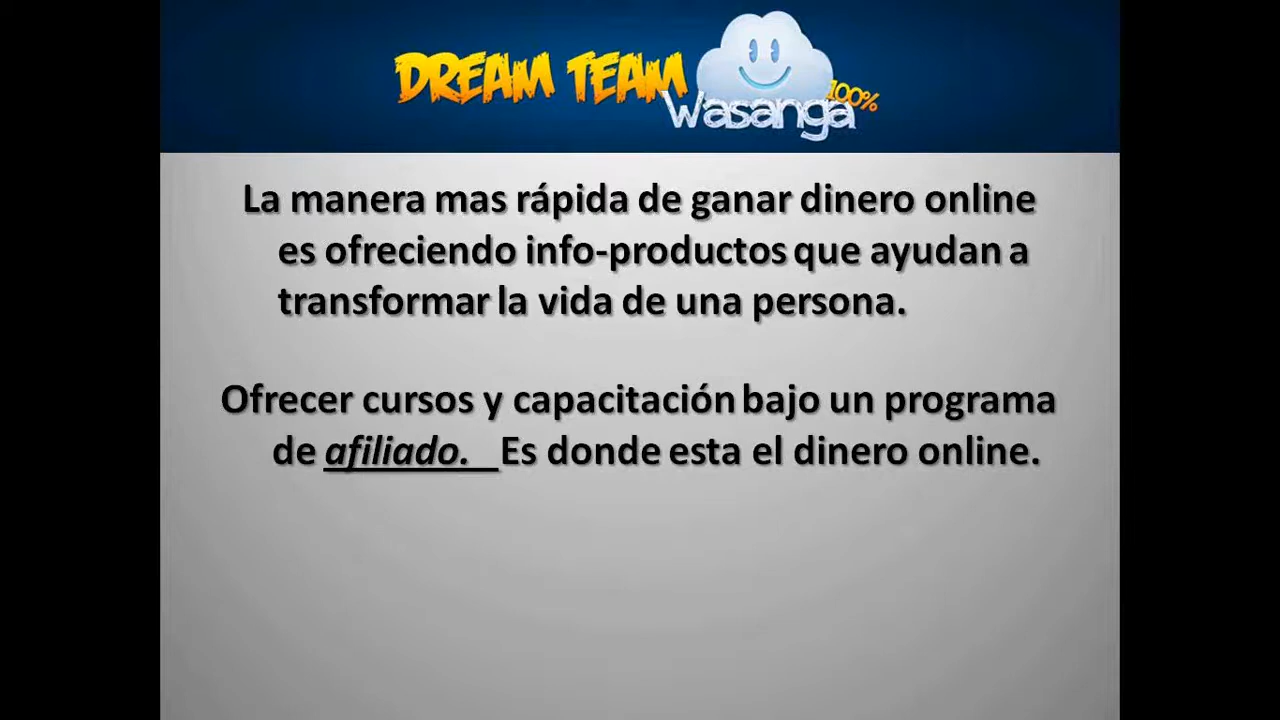 DREAM TEAM
Wasanga 100%
La manera mas rápida de ganar dinero online
es ofreciendo info-productos que ayudan a
transformar la vida de una persona.
Ofrecer cursos y capacitación bajo un programa
de afiliado. Es donde esta el dinero online.